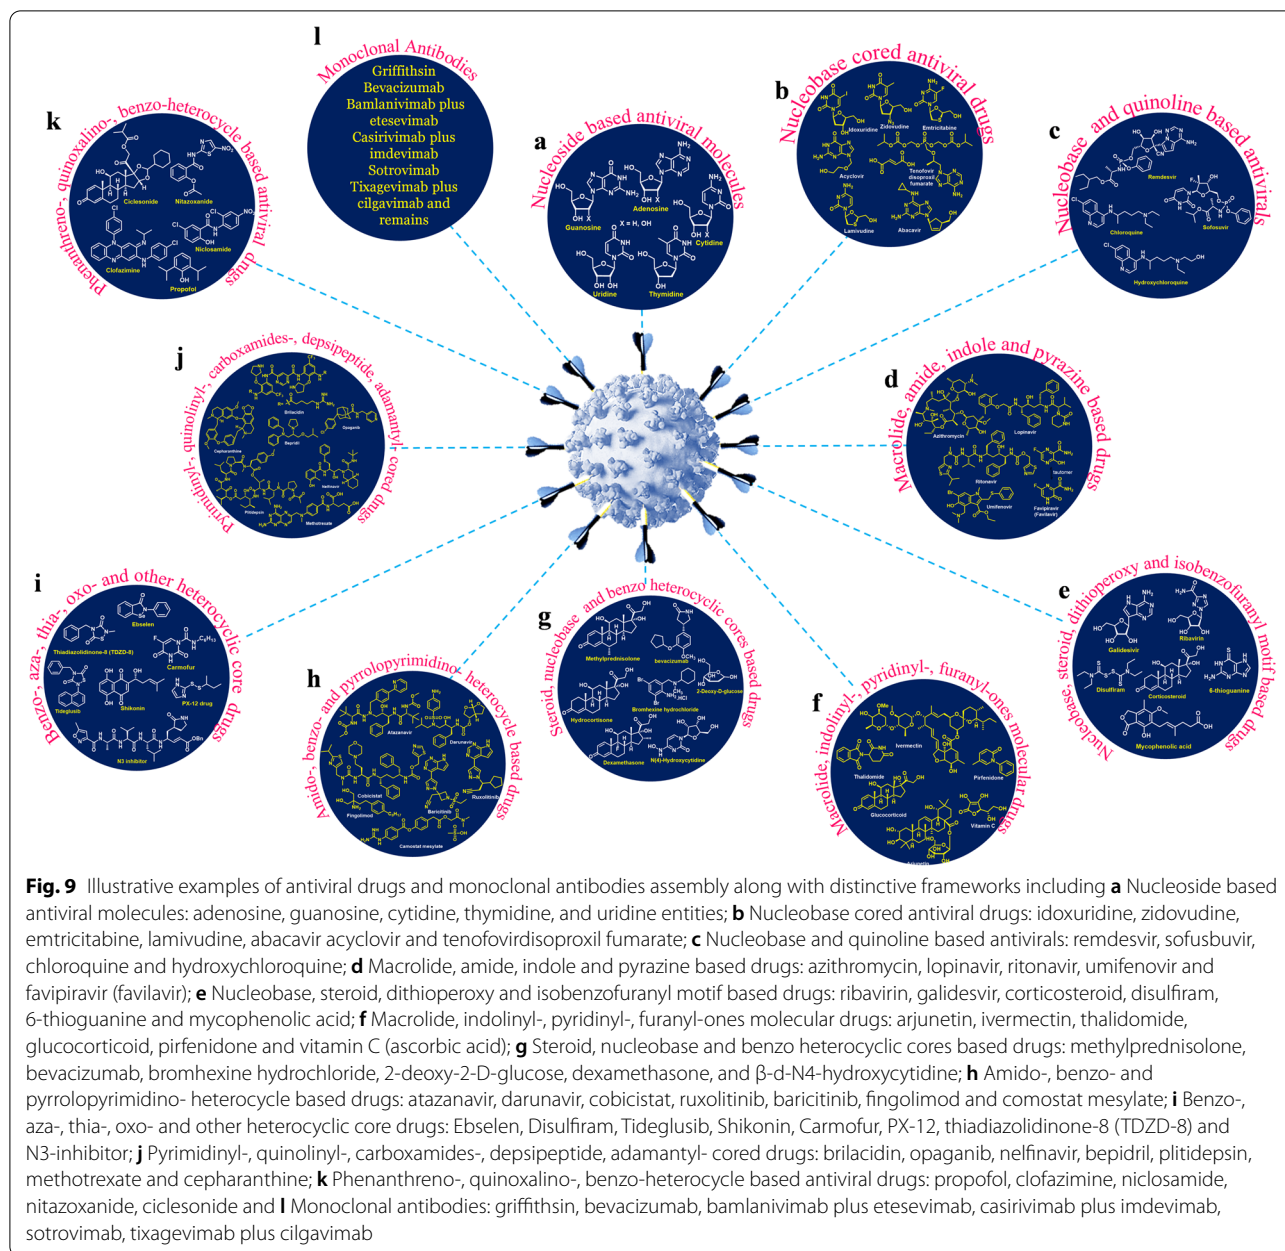 l
Monoclonal Antibodies
Griffithsin
Bevacizumab
Bamlanivimab plus
etesevimab
Casirivimab plus
imdevimab
Sotrovimab
Tixagevimab plus
cilgavimab and
remains
a
Nucleoside based antiviral molecules
Guanosine
Adenosine
X = H, OH
Cytidine
Uridine
Thymidine
b
Nucleobase cored antiviral drugs
Idoxuridine
Zidovudine
Emtricitabine
Acyclovir
Tenofovir
disoproxil
fumarate
Lamivudine
Abacavir
c
Nucleobase and quinoline based antivirals
Remdesvir
Chloroquine
Sofosuvir
Hydroxychloroquine
d
Macrolide, amide, indole and pyrazine based drugs
Azithromycin
Lopinavir
Ritonavir
tautomer
Umifenovir
Favipiravir
(Favilavir)
e
Nucleobase, steroid, dithioperoxy and isobenzofuranyl motif based drugs
Galidesivir
Ribavirin
Disulfiram
Corticosteroid
6-thioguanine
Mycophenolic acid
f
Macrolide, indolinyl-, pyridinyl-, furanyl-ones molecular drugs
Ivermectin
Thalidomide
Pirfenidone
Glucocorticoid
Vitamin C
Arjunetin
g
Steroid, nucleobase and benzo heterocyclic cores based drugs
Methylprednisolone
bevacizumab
2-Deoxy-D-glucose
Hydrocortisone
Bromhexine hydrochloride
Dexamethasone
N(4)-Hydroxycytidine
h
Amido-, benzo- and pyrrolopyrimidino heterocycle based drugs
Atazanavir
Darunavir
Cobicistat
Fingolimod
Baricitinib
Ruxolitinib
Camostat mesylate
i
Benzo-, aza-, thia-, oxo- and other heterocyclic core drugs
Ebselen
Thiadiazolidinone-8 (TDZD-8)
Carmofur
Tideglusib
Shikonin
PX-12 drug
N3 inhibitor
j
Pyrimidinyl-, quinolinyl-, carboxamides-, depsipeptide, adamantyl- cored drugs
Brilacidin
Opaganib
Bepridil
Cepharanthine
Nelfinavir
Plitidepsin
Methotrexate
k
Phenanthreno-, quinoxalino-, benzo-heterocycle based antiviral drugs
Ciclesonide
Nitazoxanide
Niclosamide
Clofazimine
Propofol
Fig. 9 Illustrative examples of antiviral drugs and monoclonal antibodies assembly along with distinctive frameworks including a Nucleoside based
antiviral molecules: adenosine, guanosine, cytidine, thymidine, and uridine entities; b Nucleobase cored antiviral drugs: idoxuridine, zidovudine,
emtricitabine, lamivudine, abacavir acyclovir and tenofovirdisoproxil fumarate; c Nucleobase and quinoline based antivirals: remdesvir, sofusbuvir,
chloroquine and hydroxychloroquine; d Macrolide, amide, indole and pyrazine based drugs: azithromycin, lopinavir, ritonavir, umifenovir and
favipiravir (favilavir); e Nucleobase, steroid, dithioperoxy and isobenzofuranyl motif based drugs: ribavirin, galidesvir, corticosteroid, disulfiram,
6-thioguanine and mycophenolic acid; f Macrolide, indolinyl-, pyridinyl-, furanyl-ones molecular drugs: arjunetin, ivermectin, thalidomide,
glucocorticoid, pirfenidone and vitamin C (ascorbic acid); g Steroid, nucleobase and benzo heterocyclic cores based drugs: methylprednisolone,
bevacizumab, bromhexine hydrochloride, 2-deoxy-2-D-glucose, dexamethasone, and β-d-N4-hydroxycytidine; h Amido-, benzo- and
pyrrolopyrimidino- heterocycle based drugs: atazanavir, darunavir, cobicistat, ruxolitinib, baricitinib, fingolimod and comostat mesylate; i Benzo-,
aza-, thia-, oxo- and other heterocyclic core drugs: Ebselen, Disulfiram, Tideglusib, Shikonin, Carmofur, PX-12, thiadiazolidinone-8 (TDZD-8) and
N3-inhibitor; j Pyrimidinyl-, quinolinyl-, carboxamides-, depsipeptide, adamantyl- cored drugs: brilacidin, opaganib, nelfinavir, bepidril, plitidepsin,
methotrexate and cepharanthine; k Phenanthreno-, quinoxalino-, benzo-heterocycle based antiviral drugs: propofol, clofazimine, niclosamide,
nitazoxanide, ciclesonide and l Monoclonal antibodies: griffithsin, bevacizumab, bamlanivimab plus etesevimab, casirivimab plus imdevimab,
sotrovimab, tixagevimab plus cilgavimab